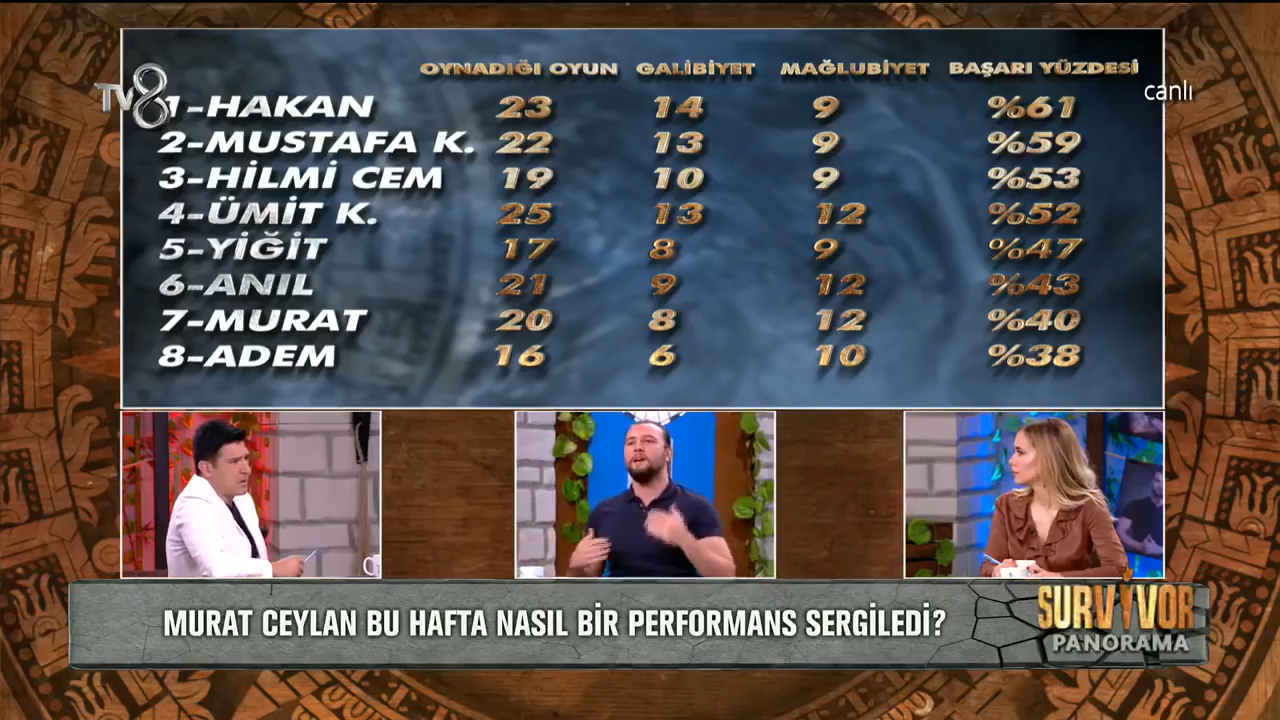 OYNADIĞI OYUN GALİBİYET MAĞLUBİYET BAŞARI YÜZDESİ
TV8
canlı
1-HAKAN 23 14 9 %61
2-MUSTAFA K. 22 13 9 %59
3-HİLMİ CEM 19 10 9 %53
4-ÜMİT K. 25 13 12 %52
5-YİĞİT 17 8 9 %47
6-ANIL 21 9 12 %43
7-MURAT 20 8 12 %40
8-ADEM 16 6 10 %38
MURAT CEYLAN BU HAFTA NASIL BİR PERFORMANS SERGİLEDİ?
SURVIVOR
PANORAMA